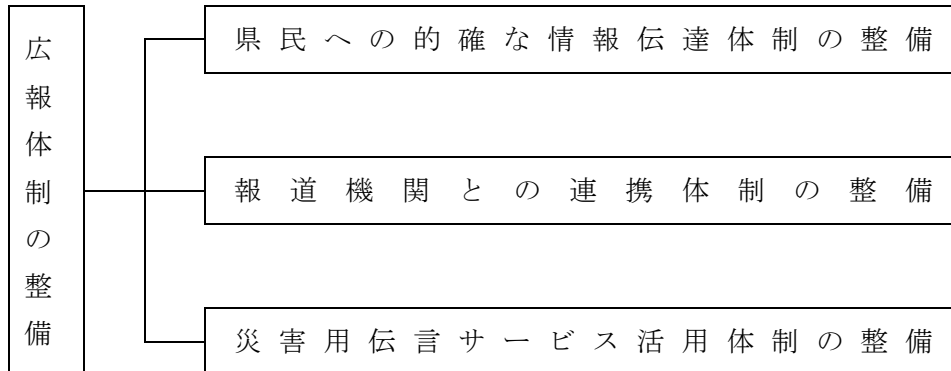 広報体制の整備
県民への的確な情報伝達体制の整備
報道機関との連携体制の整備
災害用伝言サービス活用体制の整備